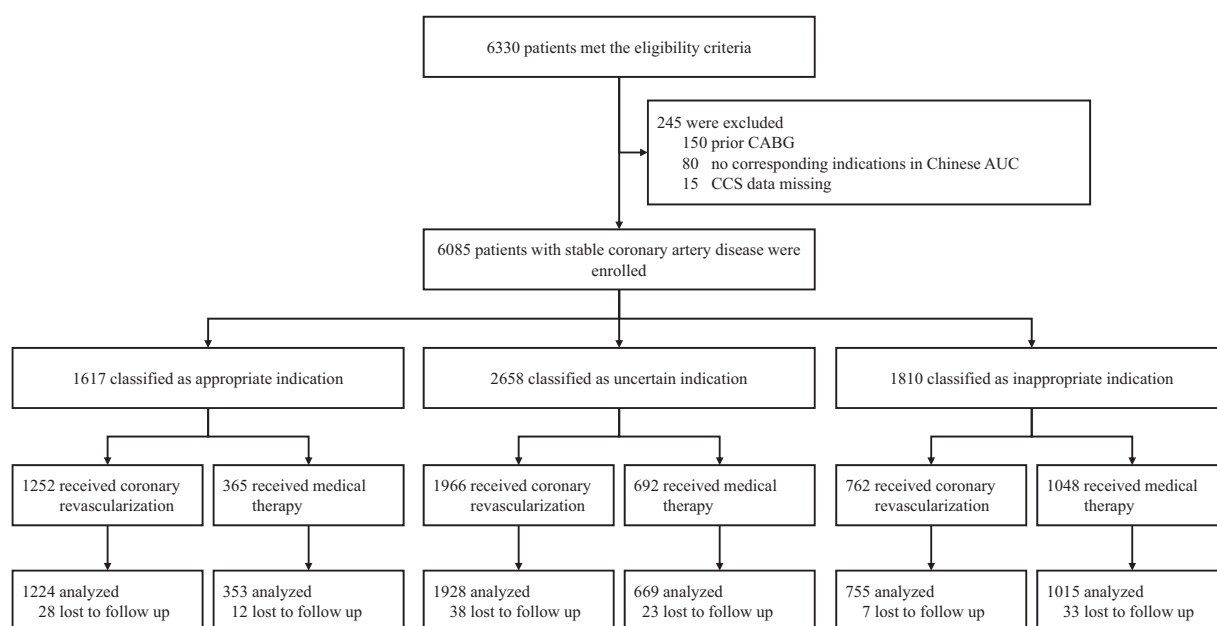 6330 patients met the eligibility criteria
245 were excluded
150 prior CABG
80 no corresponding indications in Chinese AUC
15 CCS data missing
6085 patients with stable coronary artery disease were
enrolled
1617 classified as appropriate indication
2658 classified as uncertain indication
1810 classified as inappropriate indication
1252 received coronary
revascularization
365 received medical
therapy
1966 received coronary
revascularization
692 received medical
therapy
762 received coronary
revascularization
1048 received medical
therapy
1224 analyzed
28 lost to follow up
353 analyzed
12 lost to follow up
1928 analyzed
38 lost to follow up
669 analyzed
23 lost to follow up
755 analyzed
7 lost to follow up
1015 analyzed
33 lost to follow up